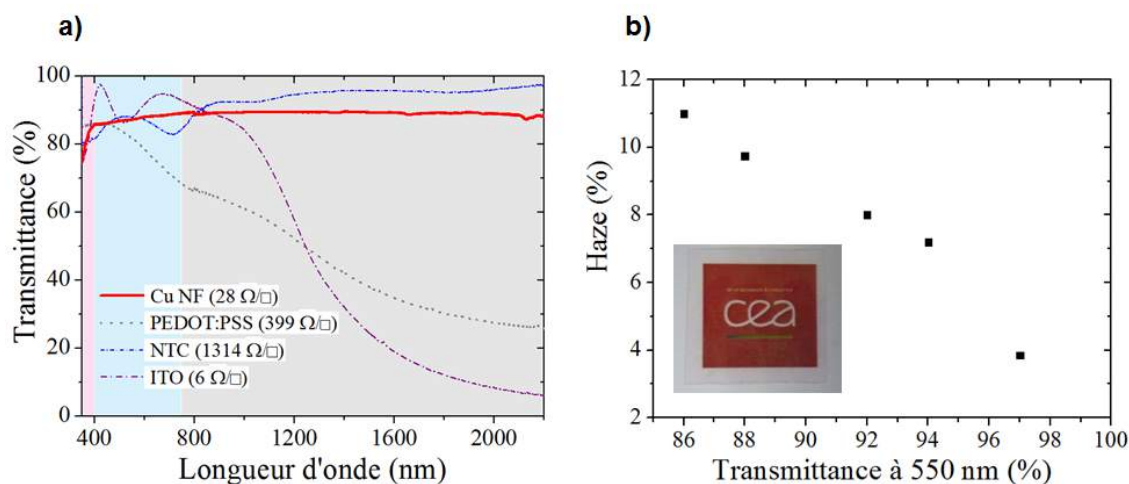 a)
100
80
60
40
20
0
Transmittance (%)
Cu NF (28 Ω/□)
PEDOT:PSS (399 Ω/□)
NTC (1314 Ω/□)
ITO (6 Ω/□)
400 800 1200 1600 2000
Longueur d'onde (nm)
b)
12
10
8
6
4
2
Haze (%)
cea
86 88 90 92 94 96 98 100
Transmittance à 550 nm (%)